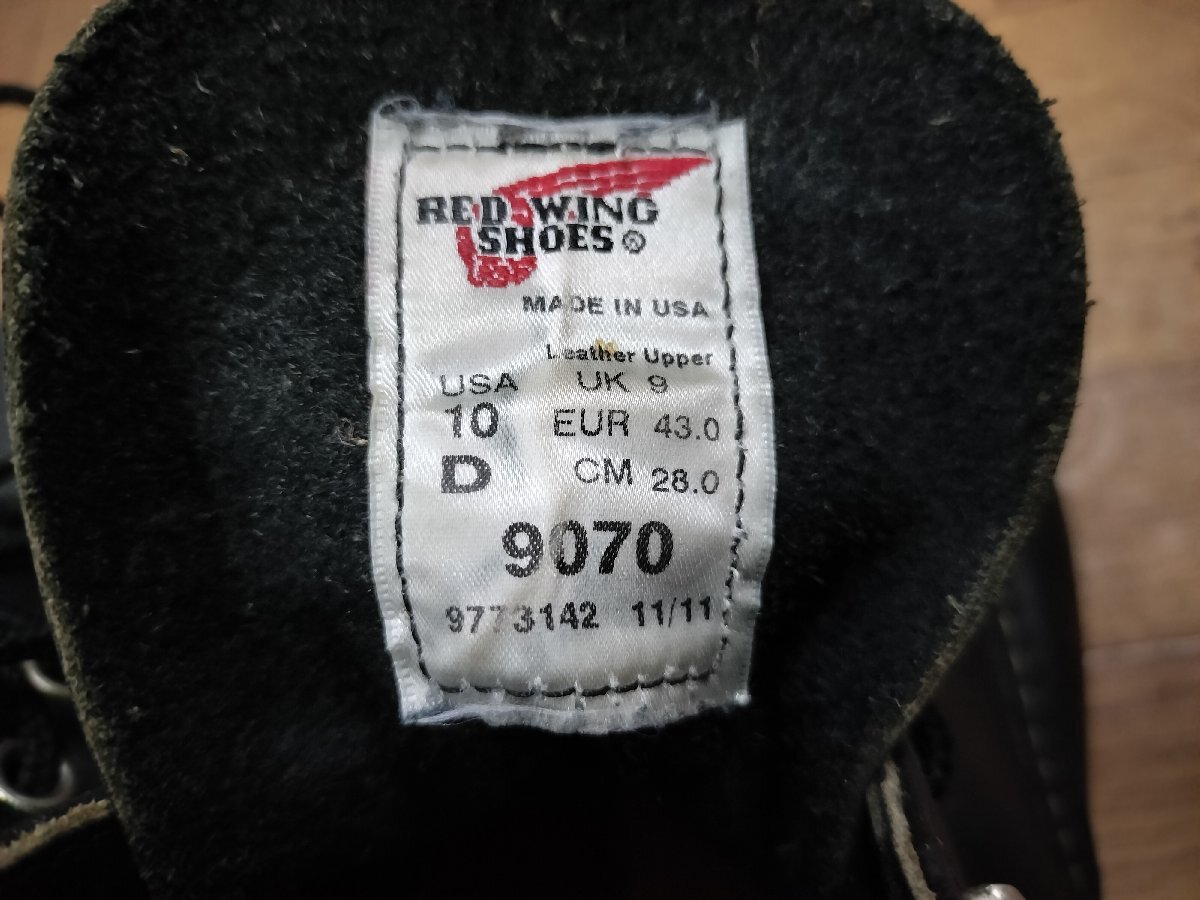 RED WING
SHOES ®
MADE IN USA
Leather Upper
USA UK 9
10 EUR 43.0
D CM 28.0
9070
9773142 11/11